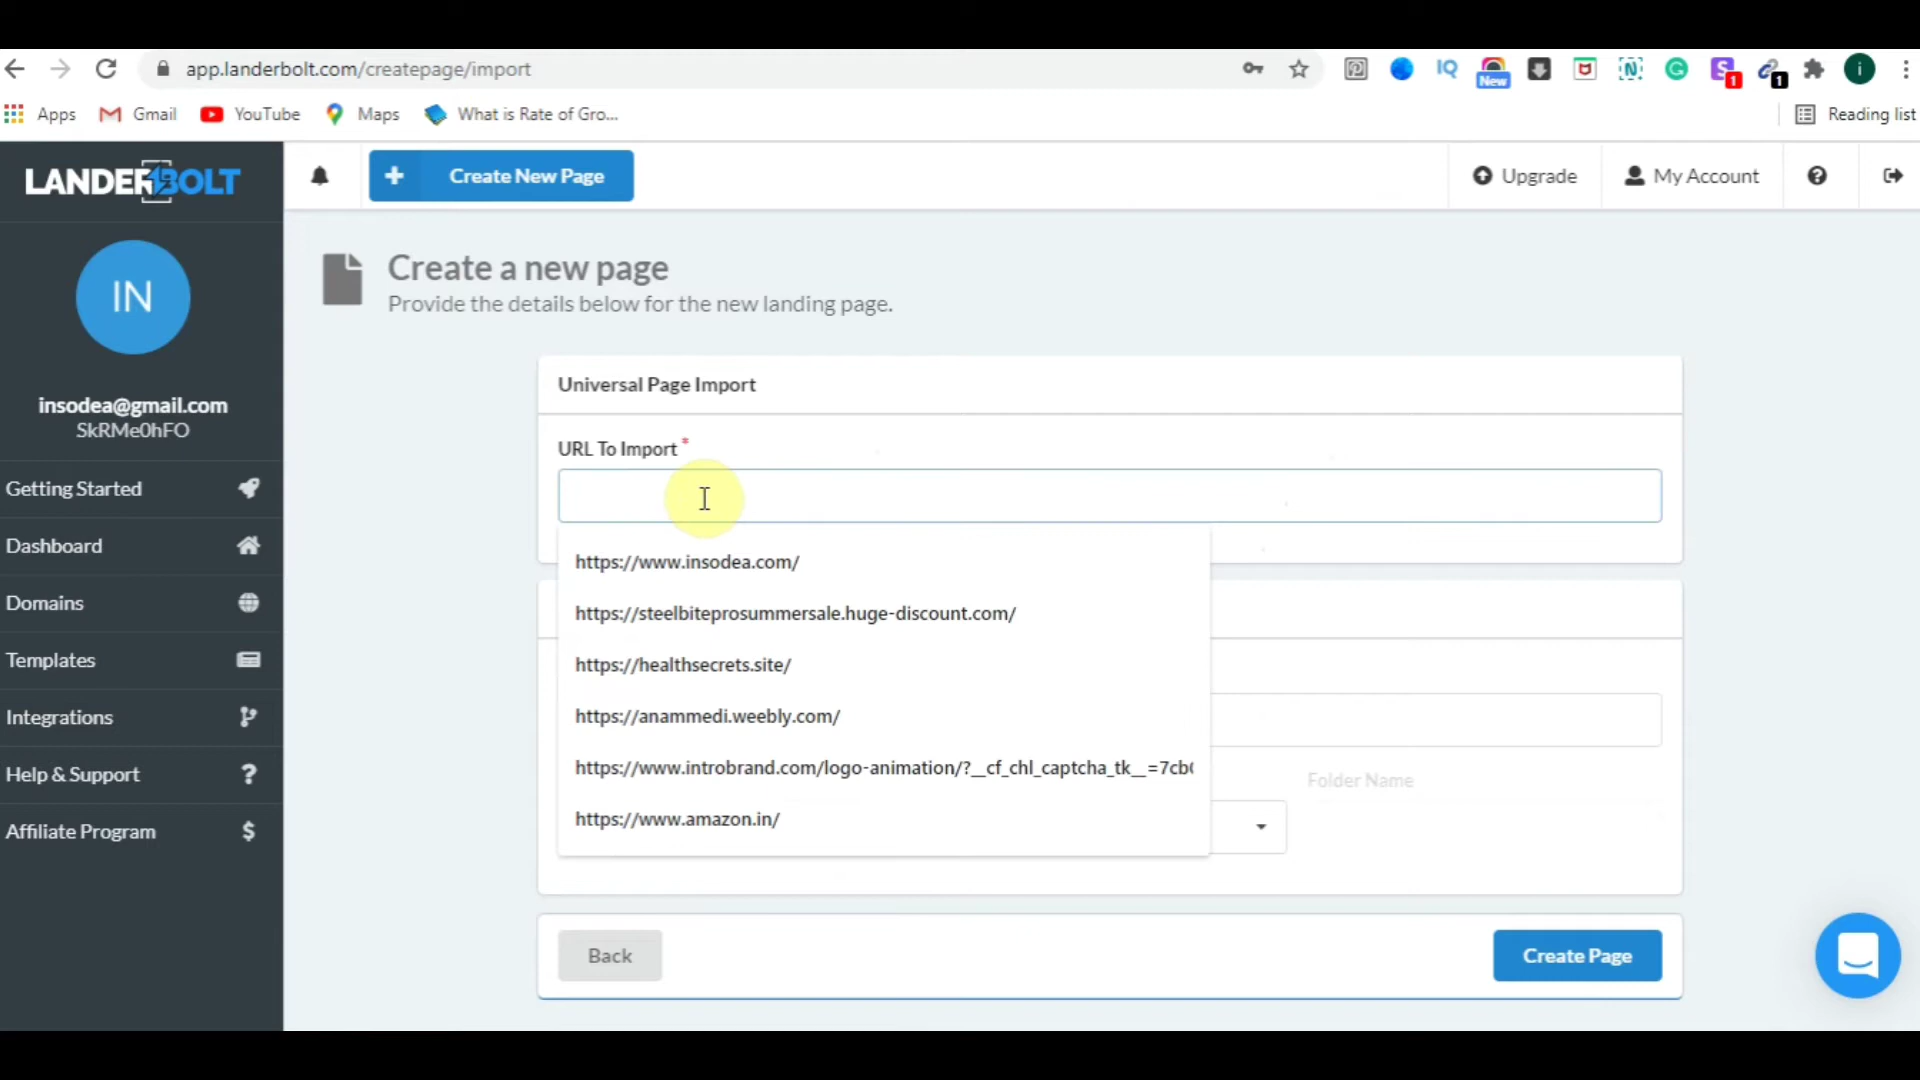 app.landerbolt.com/createpage/import
IQ
New
1
1
i
Apps
Gmail
YouTube
Maps
What is Rate of Gro...
Reading list
LANDERBOLT
+ Create New Page
Upgrade
My Account
IN
insodea@gmail.com
SkRMe0hFO
Getting Started
Dashboard
Domains
Templates
Integrations
Help & Support
Affiliate Program
Create a new page
Provide the details below for the new landing page.
Universal Page Import
URL To Import *
https://www.insodea.com/
https://steelbiteprosummersale.huge-discount.com/
https://healthsecrets.site/
https://anammedi.weebly.com/
https://www.introbrand.com/logo-animation/?__cf_chl_captcha_tk__=7cb
https://www.amazon.in/
Folder Name
Back
Create Page